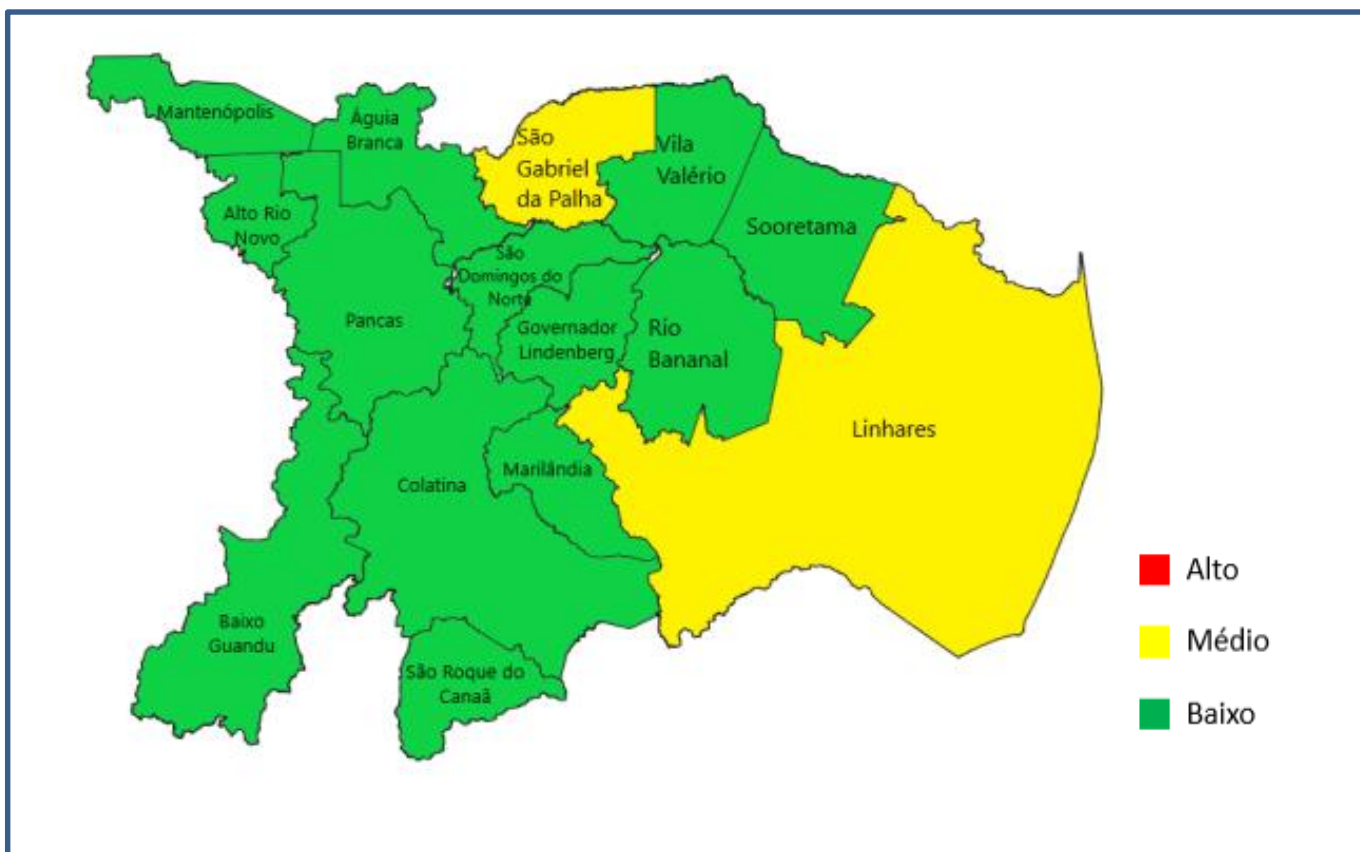 Mantenópolis
Águia
Branca
São
Gabriel
da Palha
Vila
Valério
Alto Rio
Novo
Sooretama
São
Domingos do
Norte
Pancas
Governador
Lindenberg
Rio
Bananal
Linhares
Colatina
Marilândia
Baixo
Guandu
São Roque do
Canaã
Alto
Médio
Baixo